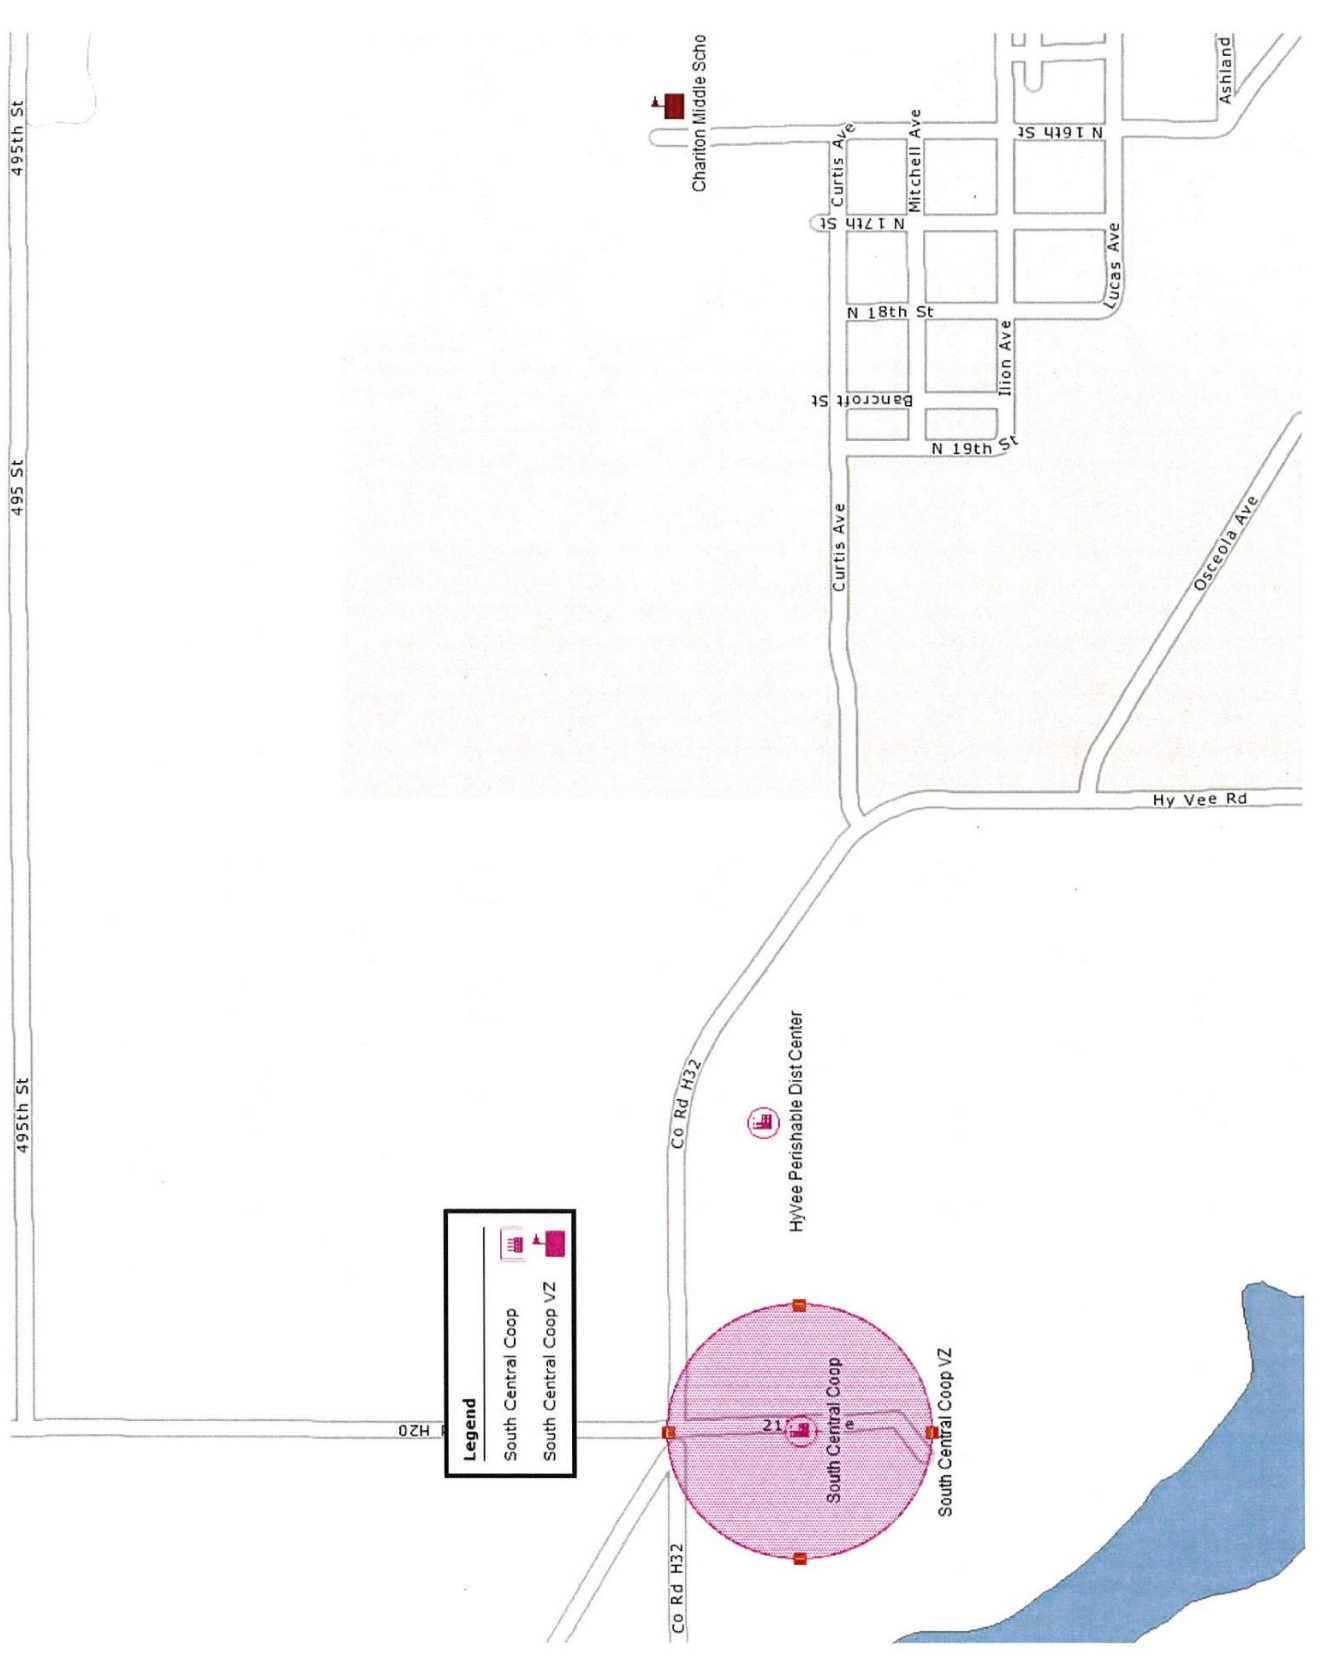 495th St
495 St
495th St
Chariton Middle Scho
Ashland
N 16th St
Curtis Ave
Mitchell Ave
N 17th St
Lucas Ave
N 18th St
Ilion Ave
Bancroft St
N 19th St
Curtis Ave
Osceola Ave
Hy Vee Rd
Co Rd H32
HyVee Perishable Dist Center
H20
Legend
South Central Coop
South Central Coop VZ
21
e
South Central Coop
South Central Coop VZ
Co Rd H32